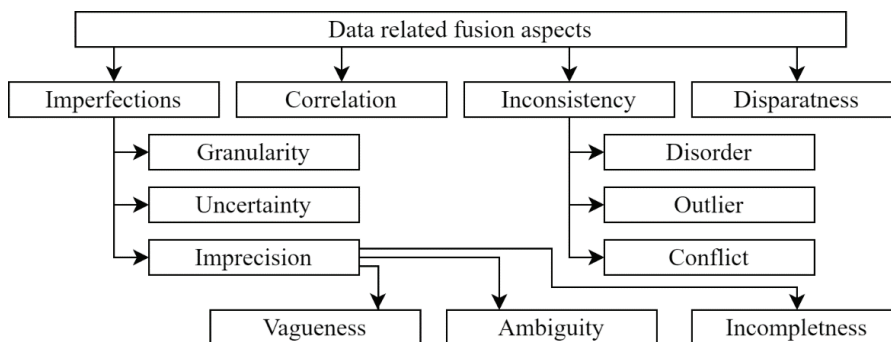 Data related fusion aspects
Imperfections
Correlation
Inconsistency
Disparatness
Granularity
Disorder
Uncertainty
Outlier
Imprecision
Conflict
Vagueness
Ambiguity
Incompletness